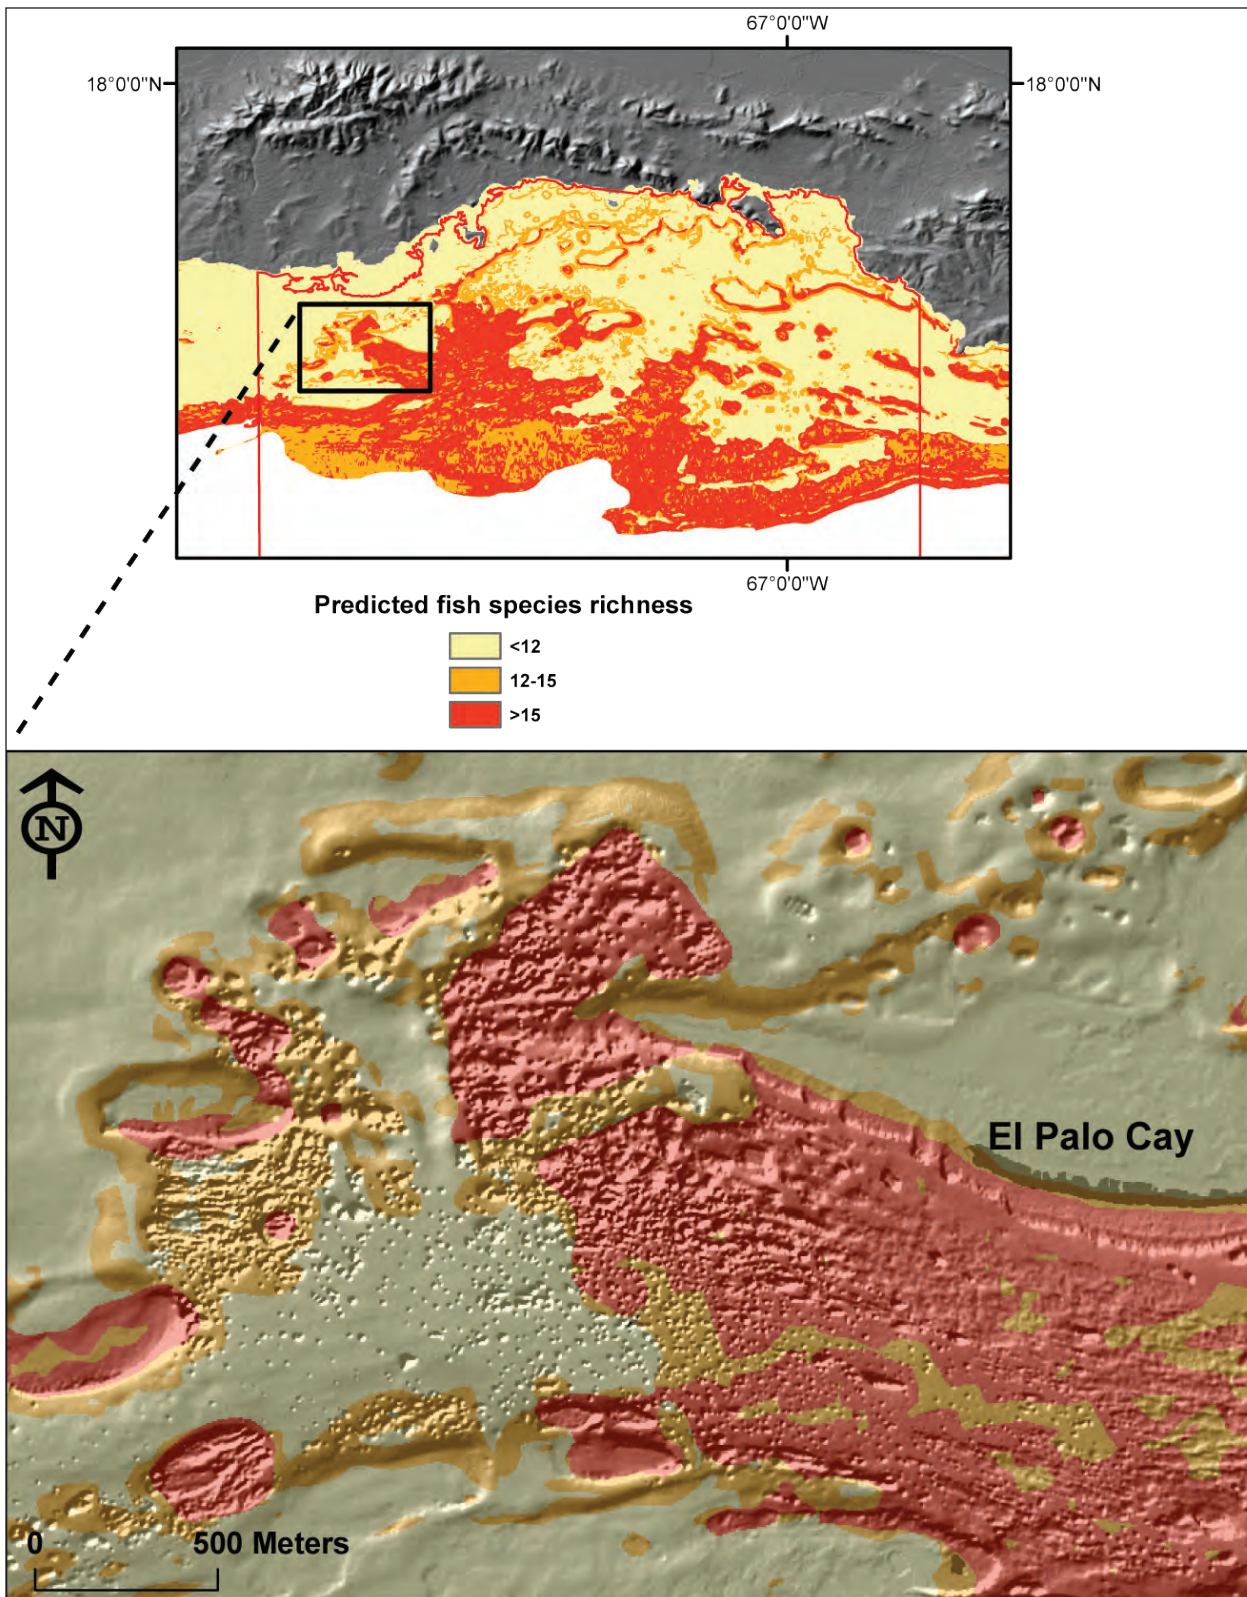 67°0'0"W
18°0'0"N
18°0'0"N
67°0'0"W
Predicted fish species richness
<12
12-15
>15
N
El Palo Cay
0 500 Meters